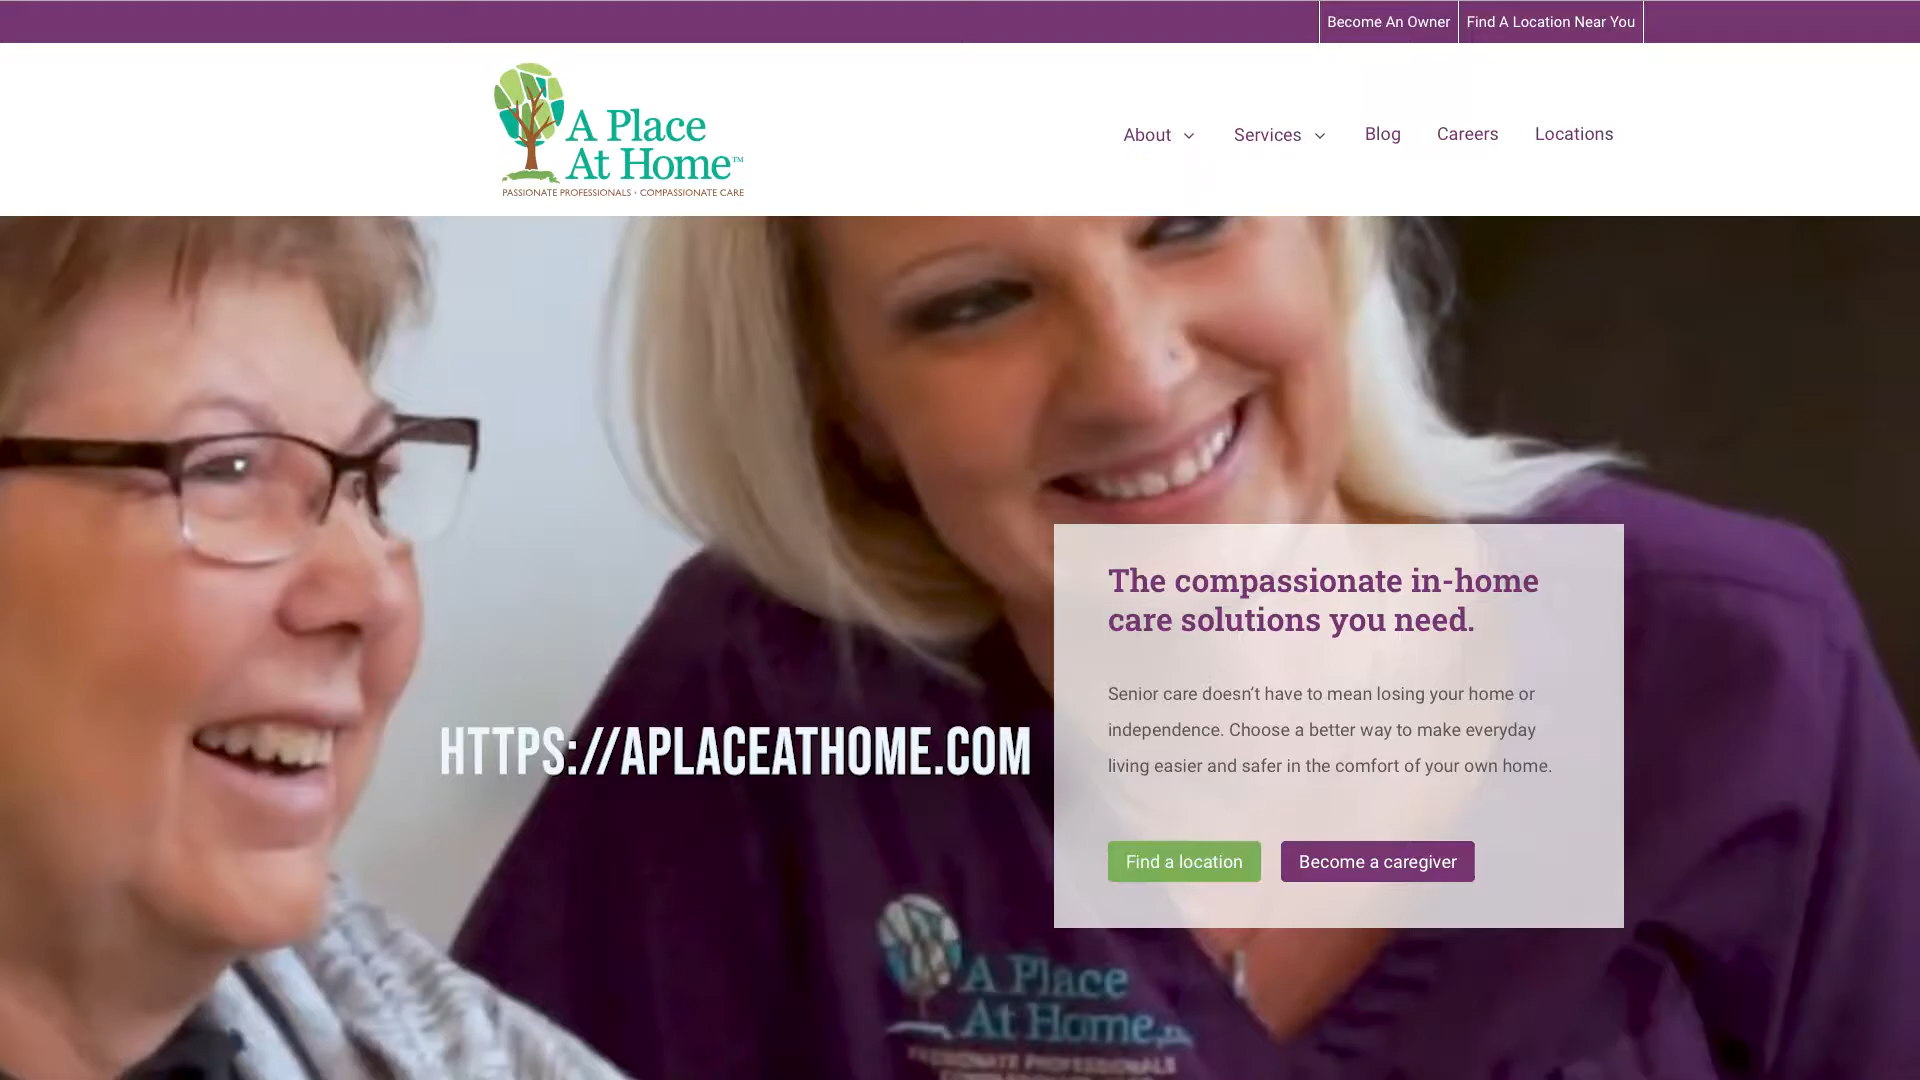 Become An Owner
Find A Location Near You
A Place
At Home™
PASSIONATE PROFESSIONALS • COMPASSIONATE CARE
About
Services
Blog
Careers
Locations
The compassionate in-home
care solutions you need.
Senior care doesn’t have to mean losing your home or
independence. Choose a better way to make everyday
living easier and safer in the comfort of your own home.
HTTPS://APLACEATHOME.COM
Find a location
Become a caregiver
A Place
At Home
PASSIONATE PROFESSIONALS